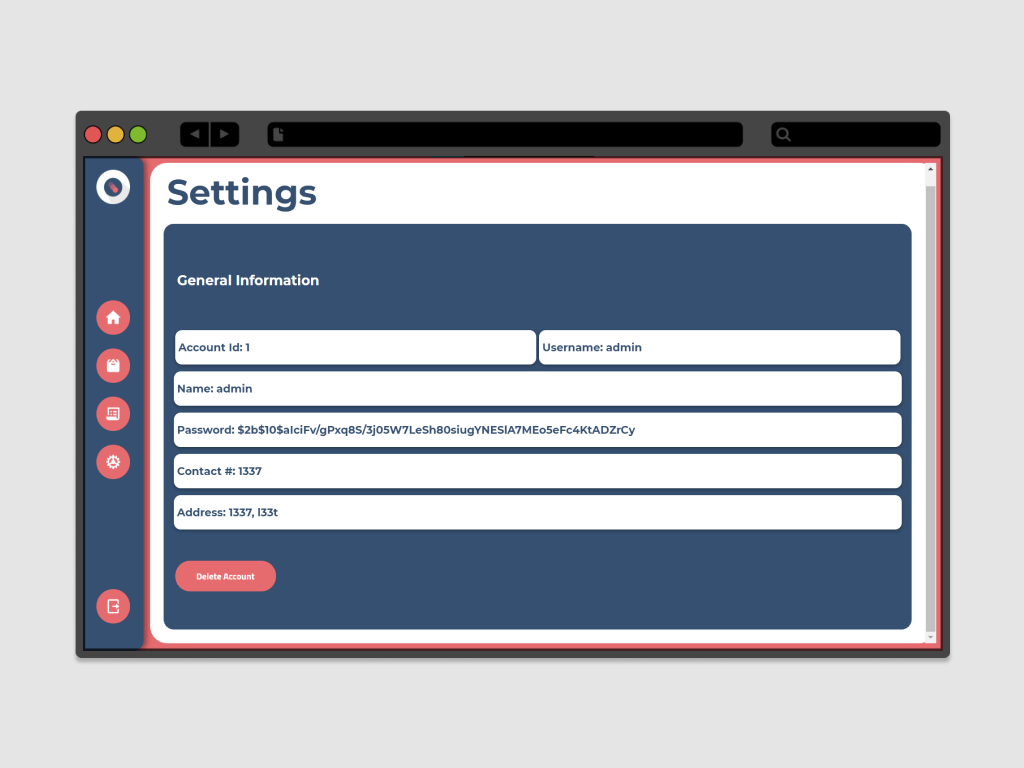 Settings
General Information
Account Id: 1
Username: admin
Name: admin
Password: $2b$10$aIciFv/gPxq8S/3j05W7LeSh80siugYNESlA7MEo5eFc4KtADZrCy
Contact #: 1337
Address: 1337, l33t
Delete Account